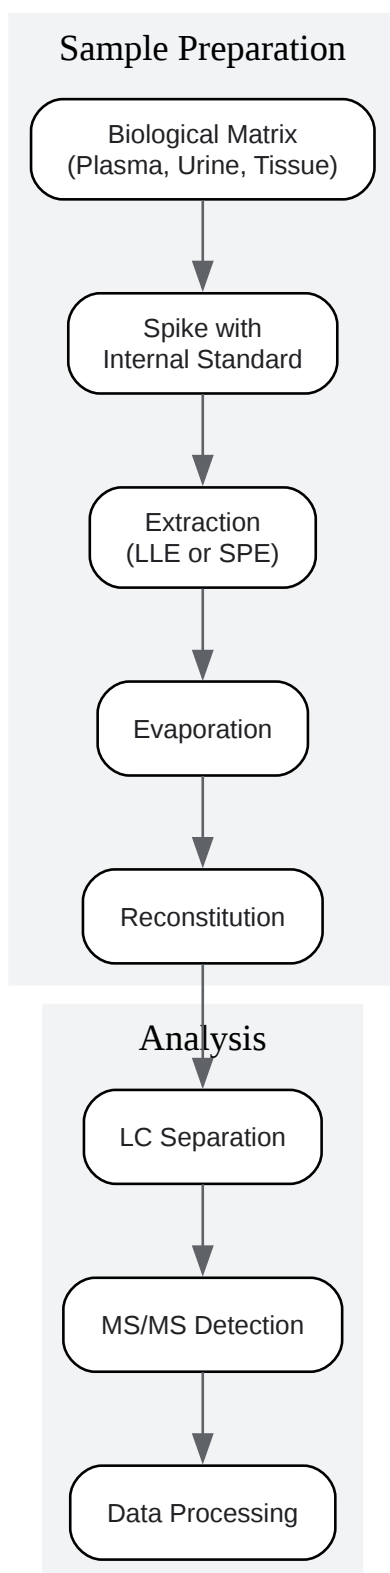 Sample Preparation
Biological Matrix
(Plasma, Urine, Tissue)
Spike with
Internal Standard
Extraction
(LLE or SPE)
Evaporation
Reconstitution
Analysis
LC Separation
MS/MS Detection
Data Processing